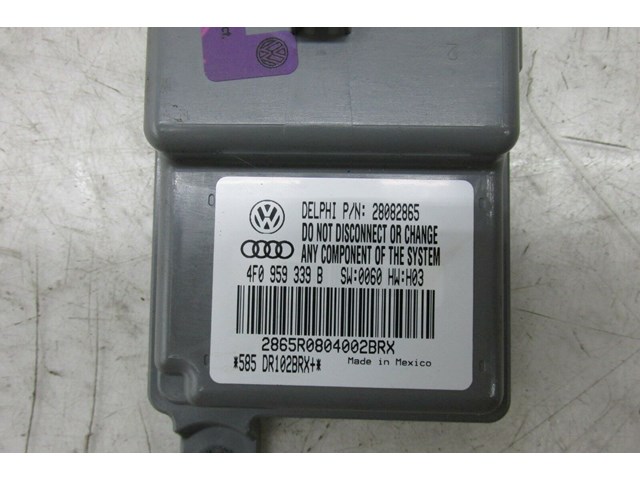 DELPHI P/N: 28082865
DO NOT DISCONNECT OR CHANGE
ANY COMPONENT OF THE SYSTEM
4F0 959 339 B SW:0060 HW:H03
2865R0804002BRX
*585 DR102BRX+*
Made in Mexico